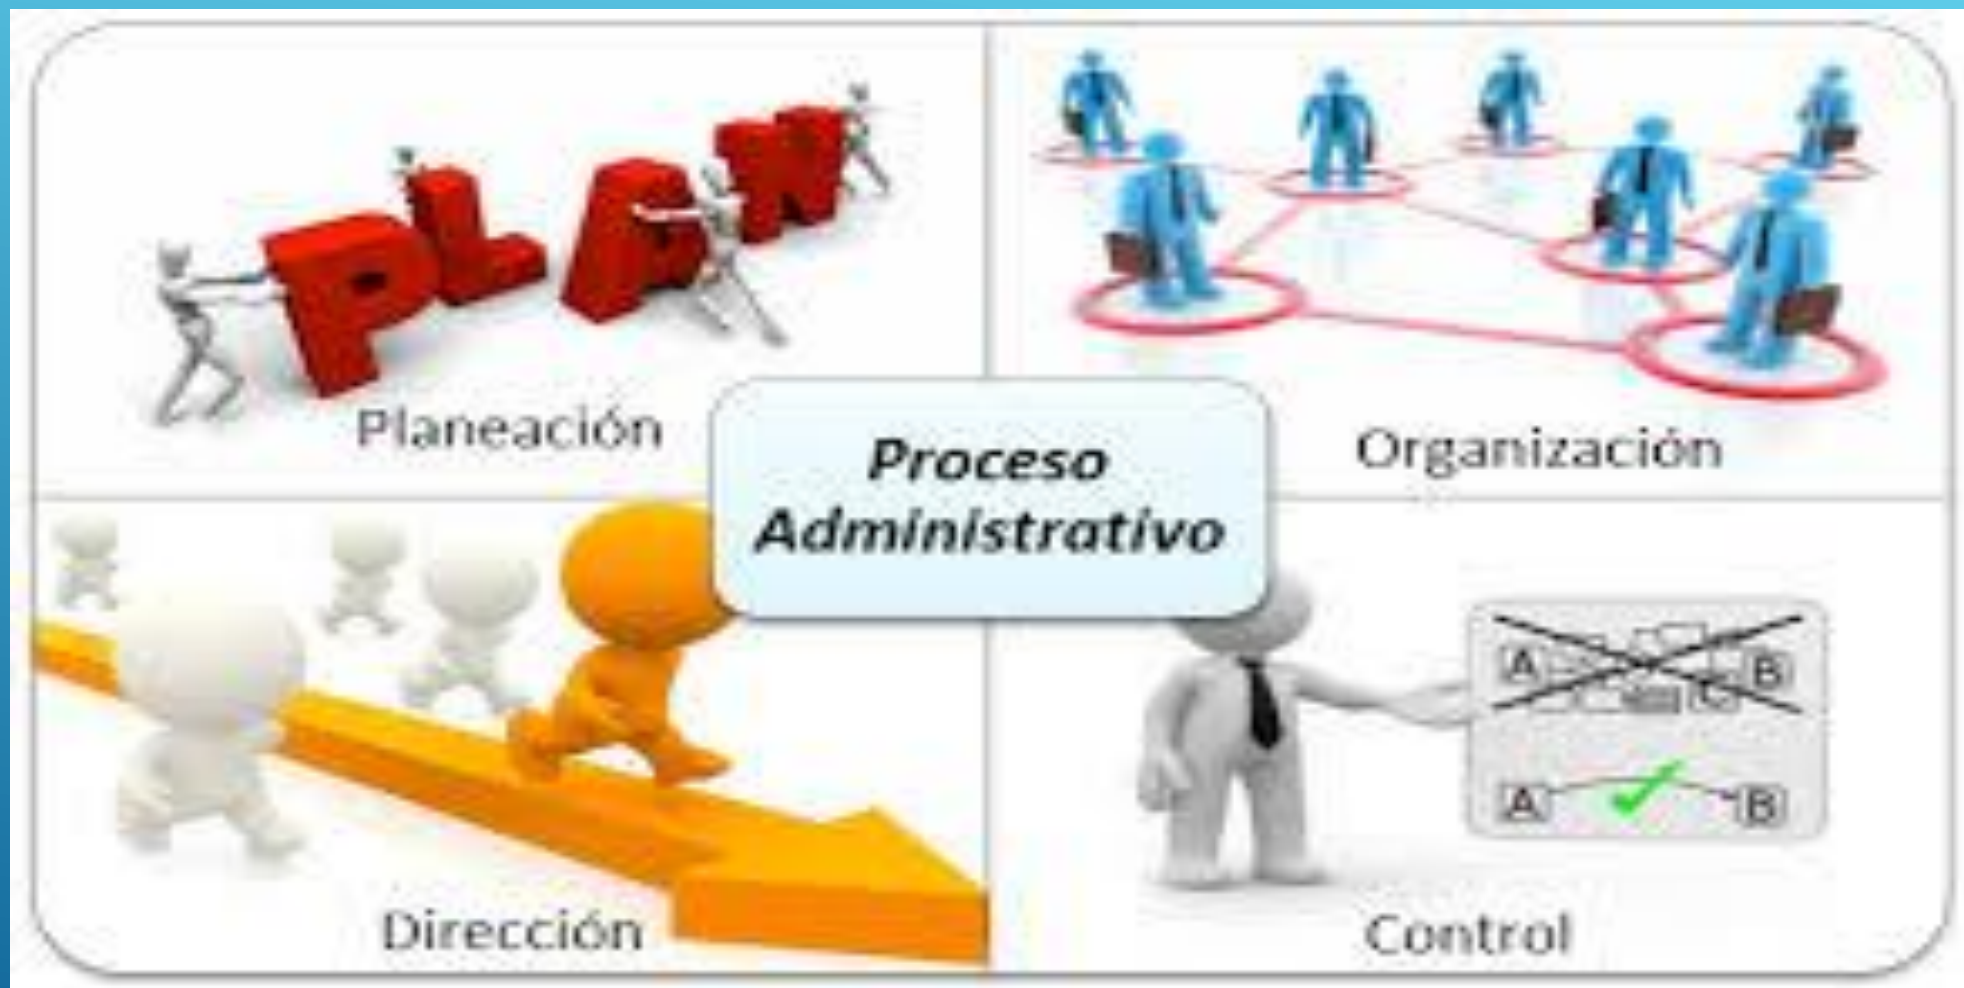 PLAN
Planeación
Organización
Proceso
Administrativo
Dirección
Control
A B
C
A B